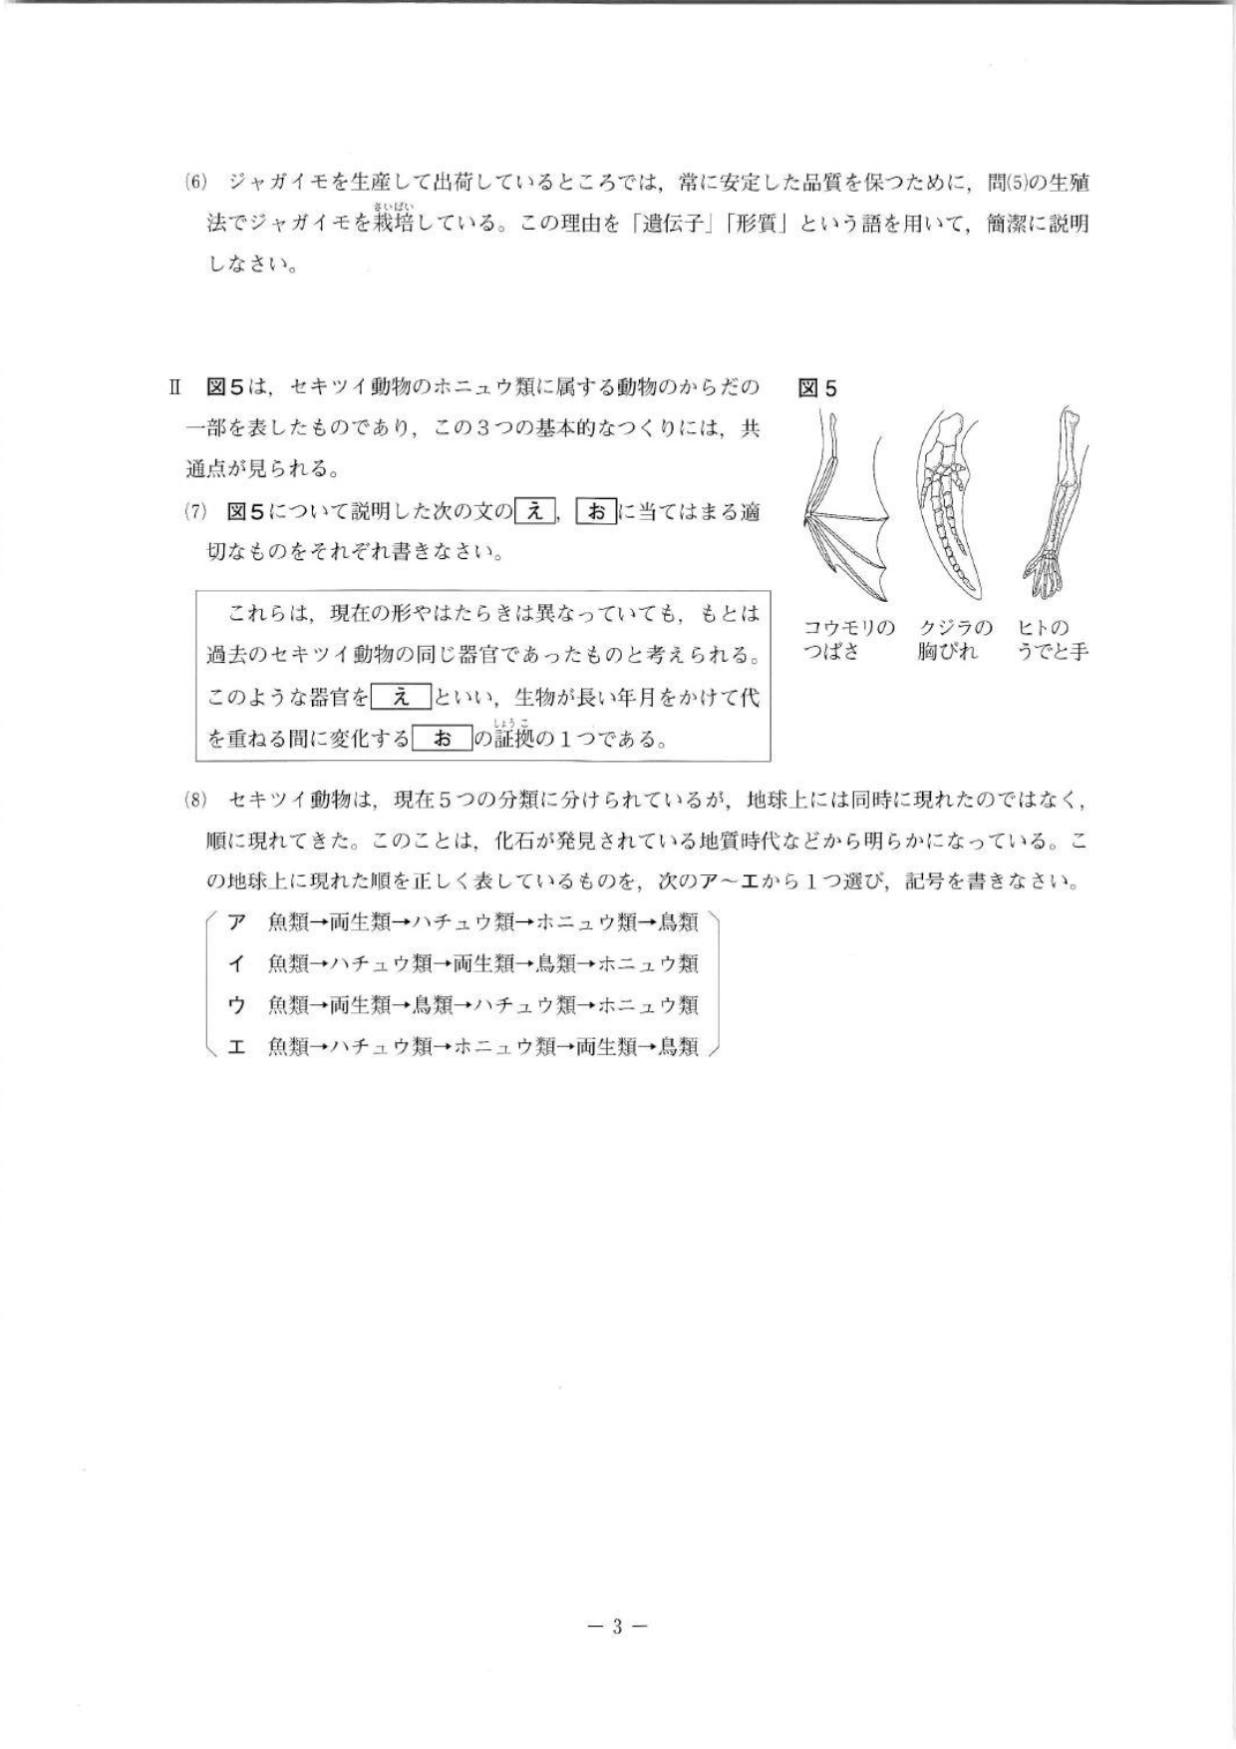 (6) ジャガイモを生産して出荷しているところでは，常に安定した品質を保つために，問(5)の生殖
さいばい
法でジャガイモを栽培している。この理由を「遺伝子」「形質」という語を用いて，簡潔に説明
しなさい。
Ⅱ 図5は，セキツイ動物のホニュウ類に属する動物のからだの
一部を表したものであり，この3つの基本的なつくりには，共
通点が見られる。
(7) 図5について説明した次の文の え ， お に当てはまる適
切なものをそれぞれ書きなさい。
これらは，現在の形やはたらきは異なっていても，もとは
過去のセキツイ動物の同じ器官であったものと考えられる。
このような器官を え といい，生物が長い年月をかけて代
しょうこ
を重ねる間に変化する お の証拠の1つである。
図5
コウモリの
つばさ
クジラの
胸びれ
ヒトの
うでと手
(8) セキツイ動物は，現在5つの分類に分けられているが，地球上には同時に現れたのではなく，
順に現れてきた。このことは，化石が発見されている地質時代などから明らかになっている。こ
の地球上に現れた順を正しく表しているものを，次のア～エから1つ選び，記号を書きなさい。
ア 魚類→両生類→ハチュウ類→ホニュウ類→鳥類
イ 魚類→ハチュウ類→両生類→鳥類→ホニュウ類
ウ 魚類→両生類→鳥類→ハチュウ類→ホニュウ類
エ 魚類→ハチュウ類→ホニュウ類→両生類→鳥類
－ 3 －